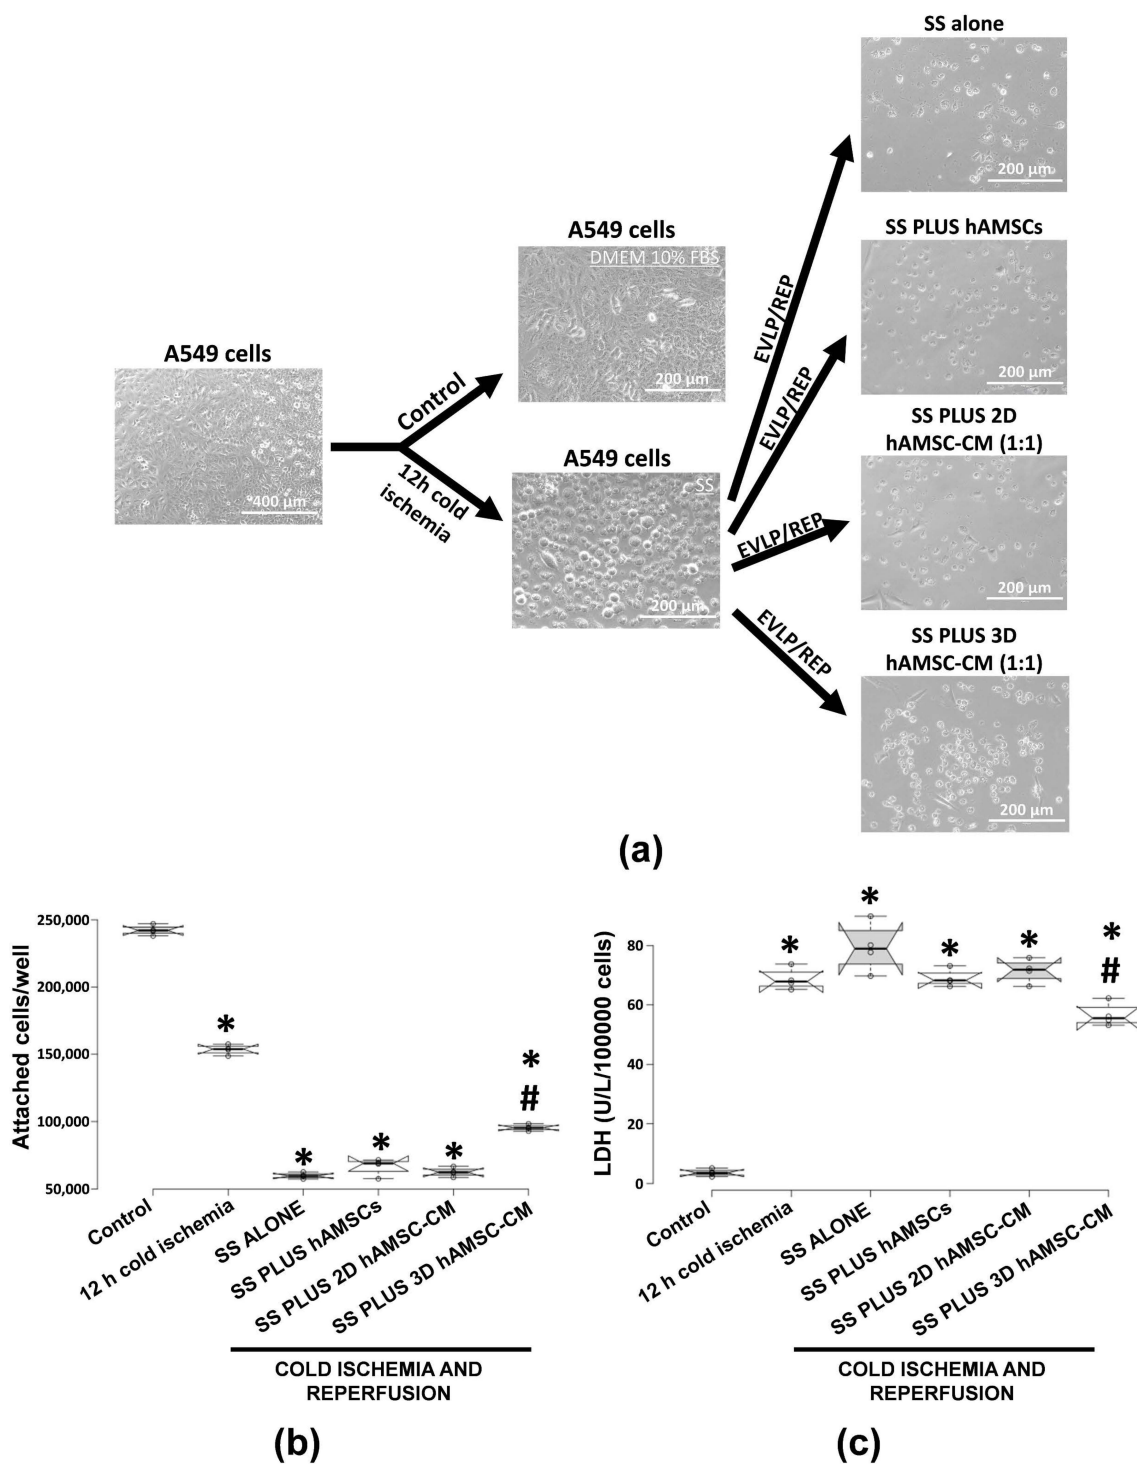 SS alone
200 µm
SS PLUS hAMSCs
200 µm
A549 cells
DMEM 10% FBS
200 µm
A549 cells
400 µm
Control
12h cold
ischemia
A549 cells
SS
200 µm
EVLP/REP
EVLP/REP
EVLP/REP
EVLP/REP
SS PLUS 2D
hAMSC-CM (1:1)
200 µm
SS PLUS 3D
hAMSC-CM (1:1)
200 µm
(a)
Attached cells/well
250,000
200,000
150,000
100,000
50,000
*
*
*
*
*
#
Control
12 h cold ischemia
SS ALONE
SS PLUS hAMSCs
SS PLUS 2D hAMSC-CM
SS PLUS 3D hAMSC-CM
COLD ISCHEMIA AND
REPERFUSION
(b)
LDH (U/L/100000 cells)
80
60
40
20
0
*
*
*
*
*
#
Control
12 h cold ischemia
SS ALONE
SS PLUS hAMSCs
SS PLUS 2D hAMSC-CM
SS PLUS 3D hAMSC-CM
COLD ISCHEMIA AND
REPERFUSION
(c)